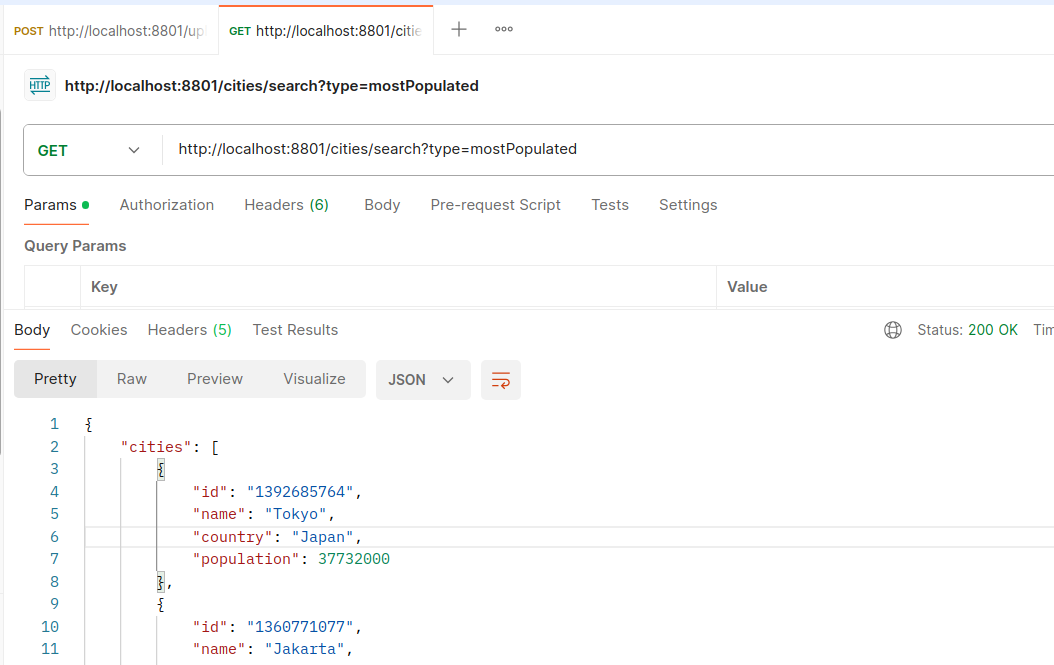 POST http://localhost:8801/up
GET http://localhost:8801/citie
HTTP http://localhost:8801/cities/search?type=mostPopulated
GET http://localhost:8801/cities/search?type=mostPopulated
Params Authorization Headers (6) Body Pre-request Script Tests Settings
Query Params
Key Value
Body Cookies Headers (5) Test Results Status: 200 OK Tim
Pretty Raw Preview Visualize JSON
1 {
2 "cities": [
3 {
4 "id": "1392685764",
5 "name": "Tokyo",
6 "country": "Japan",
7 "population": 37732000
8 },
9 {
10 "id": "1360771077",
11 "name": "Jakarta",